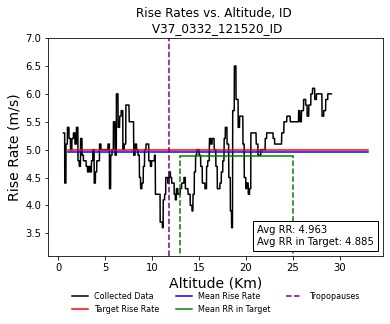 Rise Rates vs. Altitude, ID
V37_0332_121520_ID
Rise Rate (m/s)
7.0
6.5
6.0
5.5
5.0
4.5
4.0
3.5
Avg RR: 4.963
Avg RR in Target: 4.885
0 5 10 15 20 25 30
Altitude (Km)
Collected Data Mean Rise Rate Tropopauses
Target Rise Rate Mean RR in Target